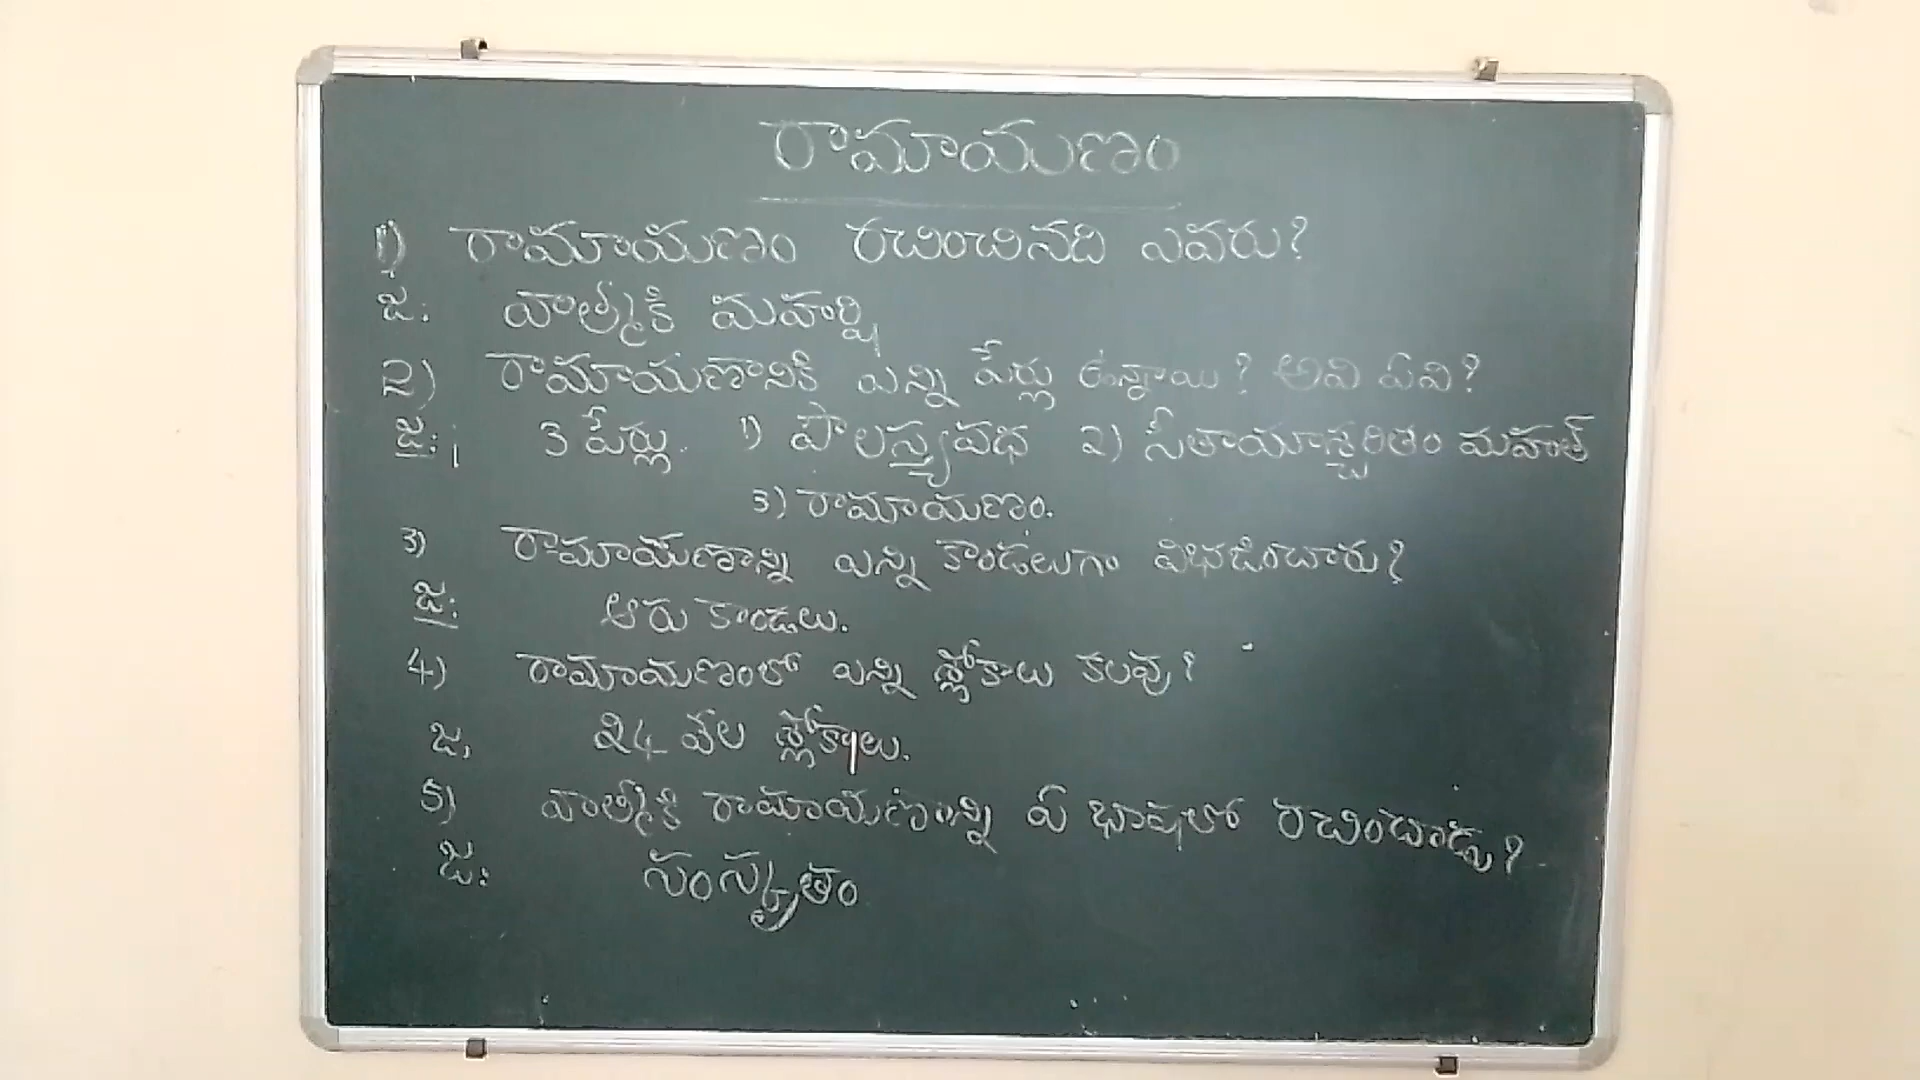 రామాయణం
1) రామాయణం రచించినది ఎవరు?
జ: వాల్మీకి మహర్షి
2) రామాయణానికి ఎన్ని పేర్లు ఉన్నాయి? అవి ఏవి?
జ: 3 పేర్లు. 1) పౌలస్త్యవధ 2) సీతాయాశ్చరితం మహత్
3) రామాయణం.
3) రామాయణాన్ని ఎన్ని కాండలుగా విభజించారు?
జ: ఆరు కాండలు.
4) రామాయణంలో ఎన్ని శ్లోకాలు కలవు?
జ. 24 వేల శ్లోకాలు.
5) వాల్మీకి రామాయణాన్ని ఏ భాషలో రచించాడు?
జ: సంస్కృతం